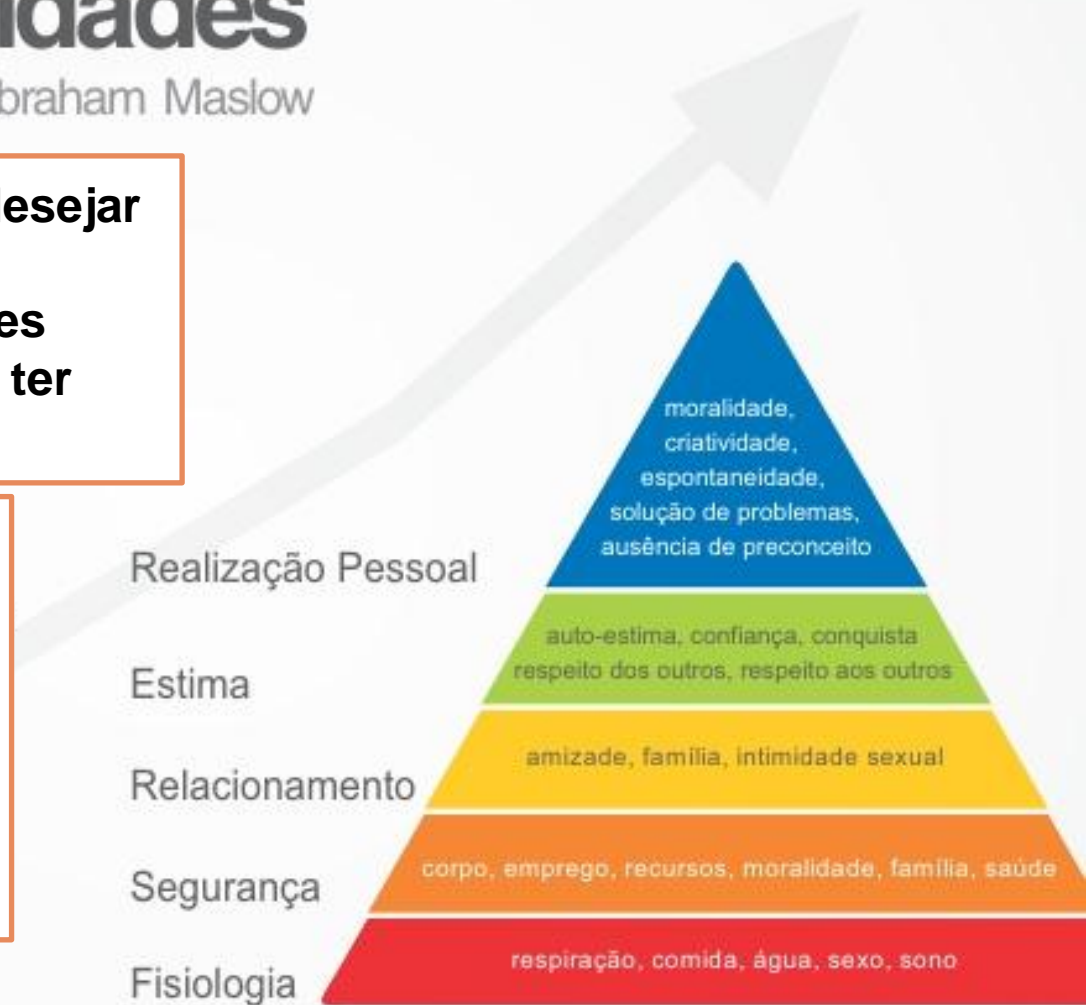 idades
braham Maslow
desejar
es
ter
moralidade,
criatividade,
espontaneidade,
solução de problemas,
ausência de preconceito
Realização Pessoal
auto-estima, confiança, conquista
respeito dos outros, respeito aos outros
Estima
amizade, família, intimidade sexual
Relacionamento
corpo, emprego, recursos, moralidade, família, saúde
Segurança
respiração, comida, água, sexo, sono
Fisiologia